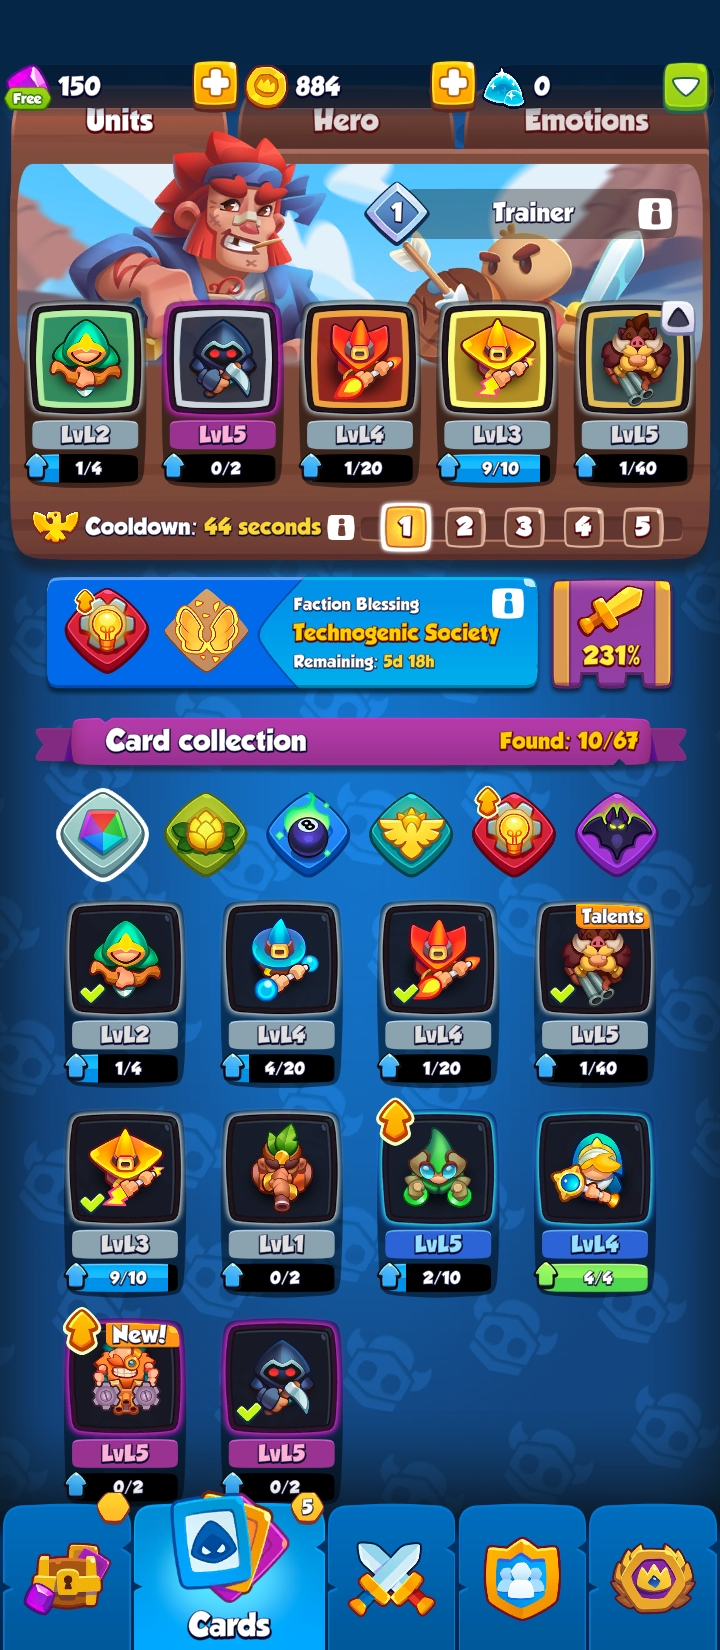 Free 150 884 0
Units Hero Emotions
1 Trainer
LVL2 LVL5 LVL4 LVL3 LVL5
1/4 0/2 1/20 9/10 1/40
Cooldown: 44 seconds 1 2 3 4 5
Faction Blessing
Technogenic Society
Remaining: 5d 18h
231%
Card collection Found: 10/67
8
Talents
LVL2 LVL4 LVL4 LVL5
1/4 4/20 1/20 1/40
LVL3 LVL1 LVL5 LVL4
9/10 0/2 2/10 4/4
New!
LVL5 LVL5
0/2 0/2
5
Cards